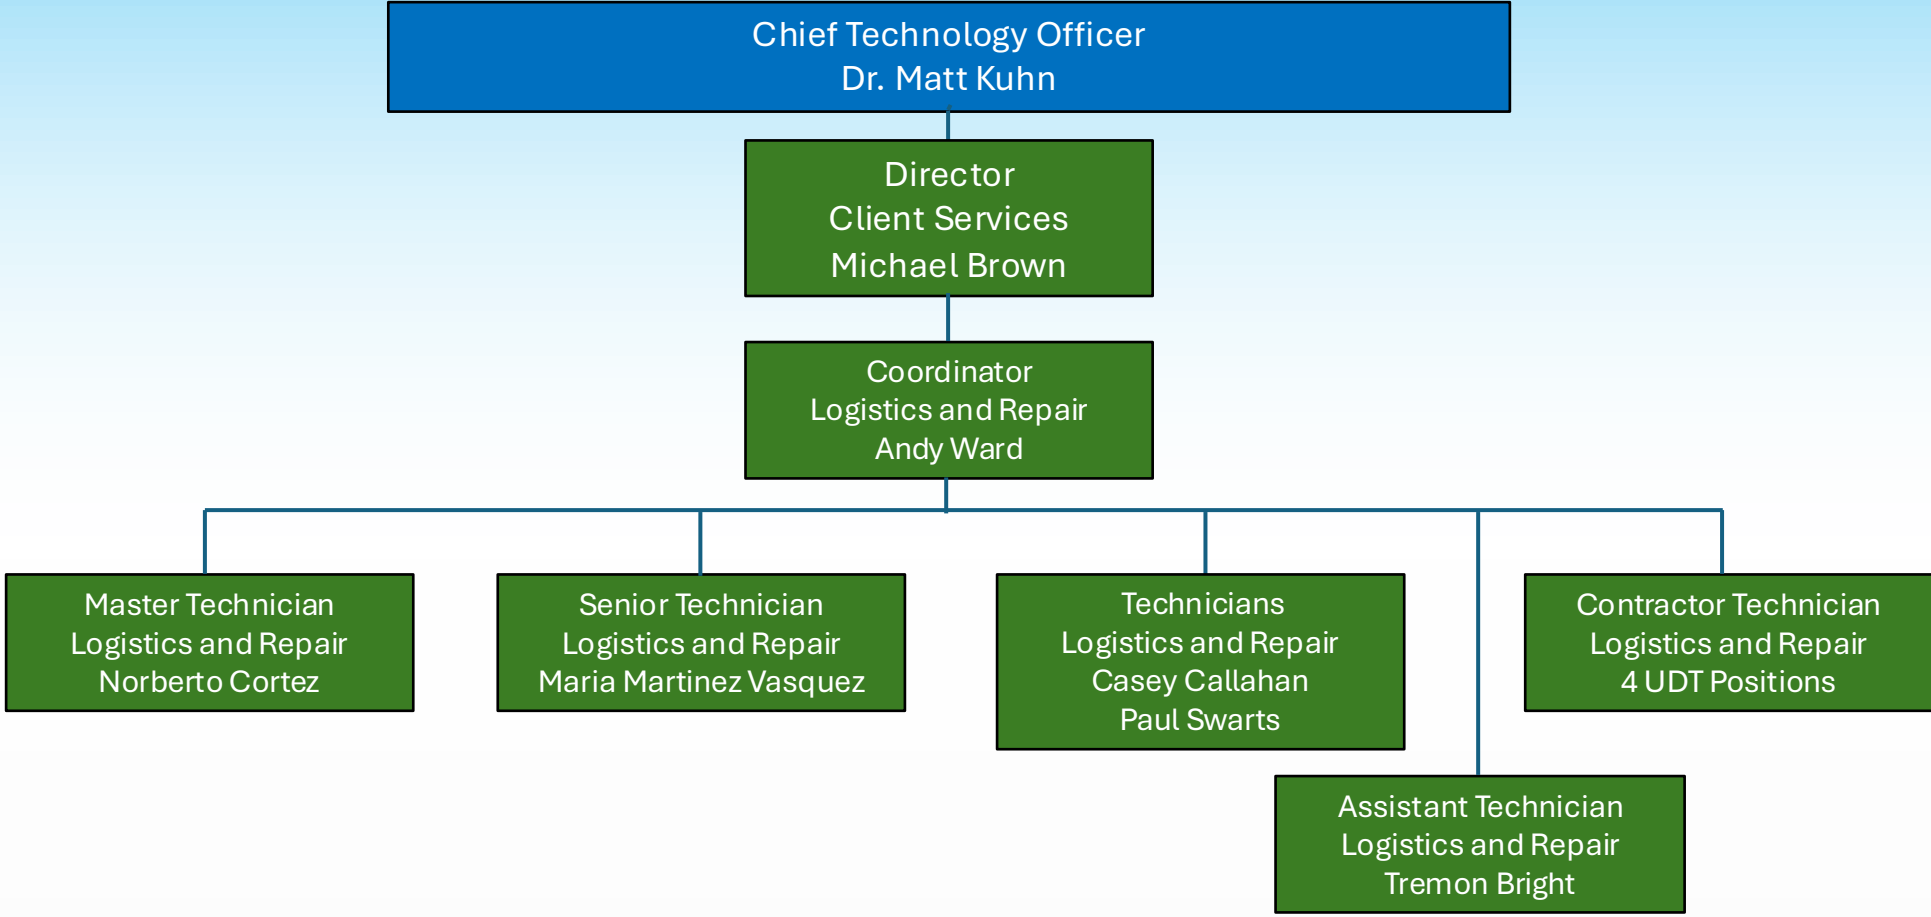 Chief Technology Officer
Dr. Matt Kuhn
Director
Client Services
Michael Brown
Coordinator
Logistics and Repair
Andy Ward
Master Technician
Logistics and Repair
Norberto Cortez
Senior Technician
Logistics and Repair
Maria Martinez Vasquez
Technicians
Logistics and Repair
Casey Callahan
Paul Swarts
Contractor Technician
Logistics and Repair
4 UDT Positions
Assistant Technician
Logistics and Repair
Tremon Bright